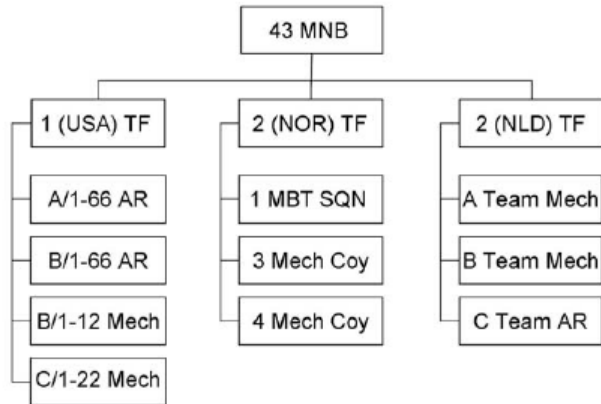 43 MNB
1 (USA) TF
2 (NOR) TF
2 (NLD) TF
A/1-66 AR
1 MBT SQN
A Team Mech
B/1-66 AR
3 Mech Coy
B Team Mech
B/1-12 Mech
4 Mech Coy
C Team AR
C/1-22 Mech